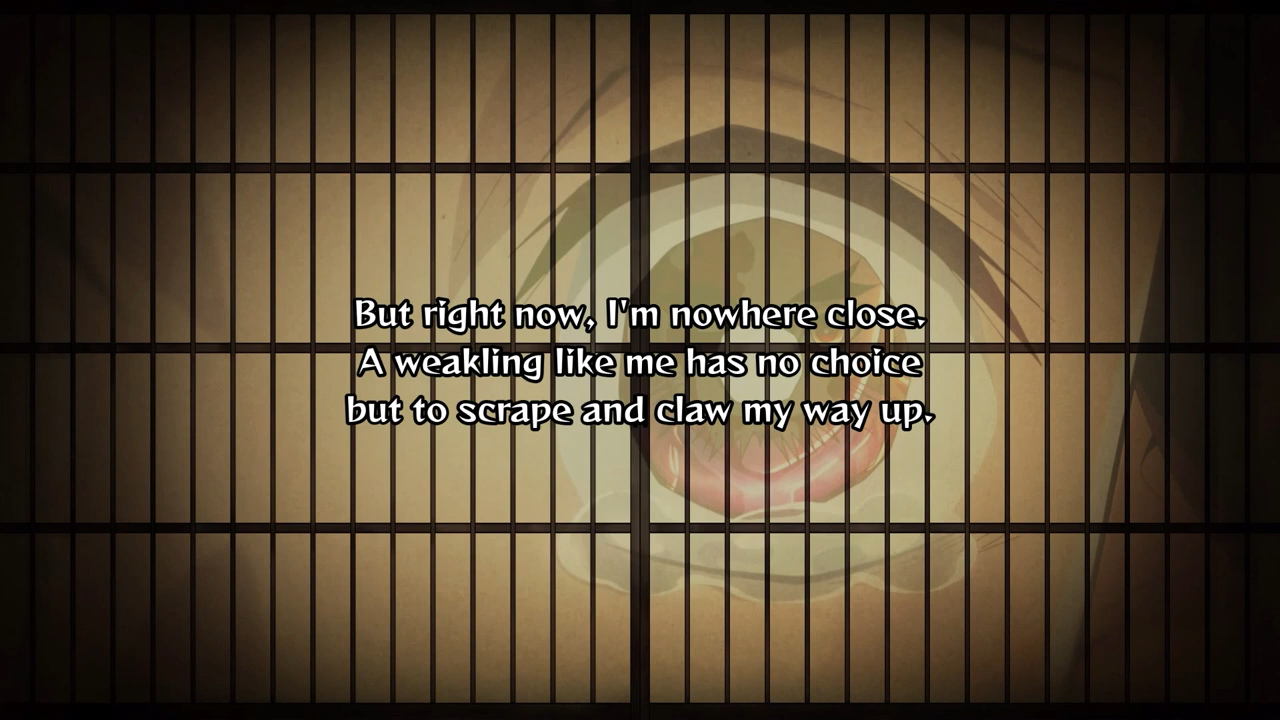 But right now, I'm nowhere close.
A weakling like me has no choice
but to scrape and claw my way up.